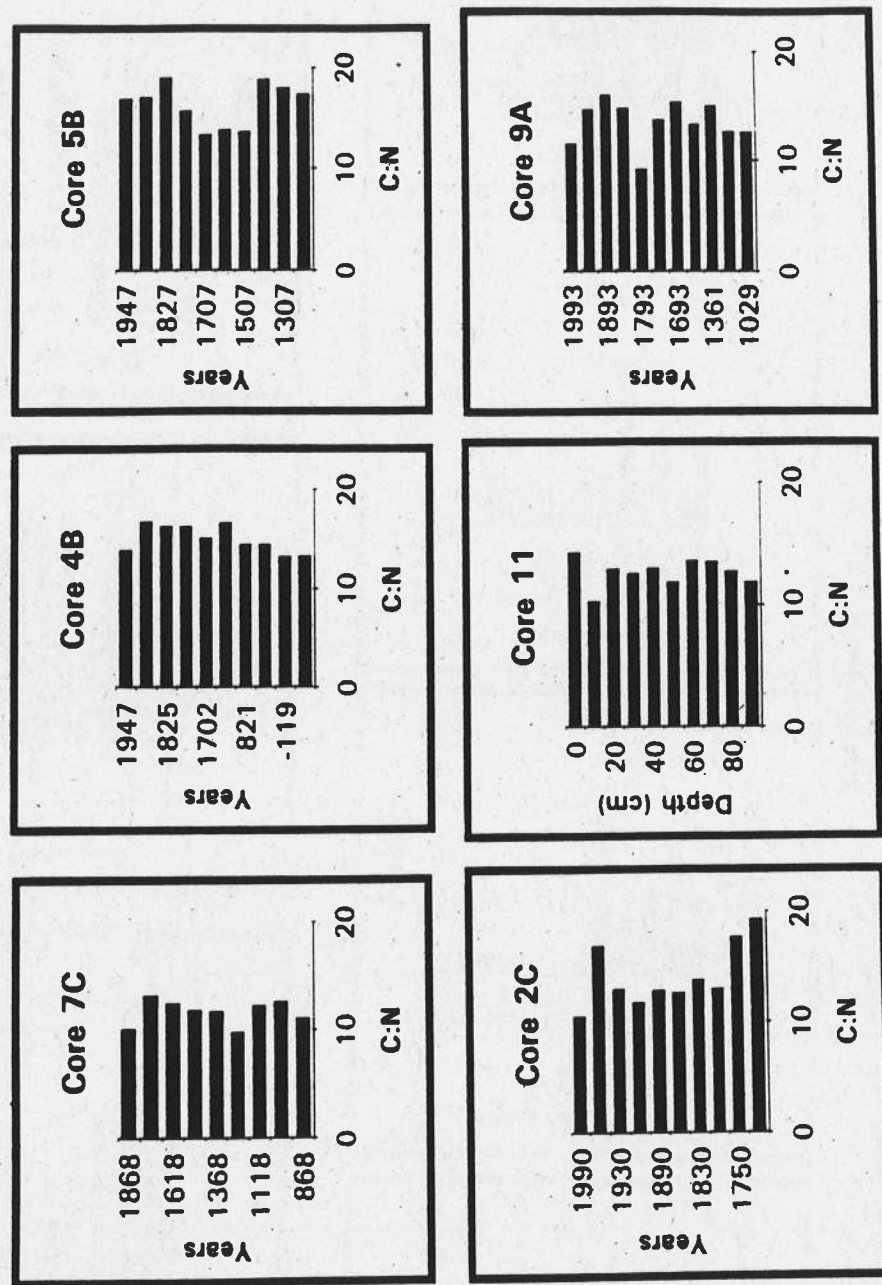 Core 7C
Years
1868
1618
1368
1118
868
0
10
20
C:N
Core 4B
Years
1947
1825
1702
821
-119
0
10
20
C:N
Core 5B
Years
1947
1827
1707
1507
1307
0
10
20
C:N
Core 2C
Years
1990
1930
1890
1830
1750
0
10
20
C:N
Core 11
Depth (cm)
0
20
40
60
80
0
10
20
C:N
Core 9A
Years
1993
1893
1793
1693
1361
1029
0
10
20
C:N